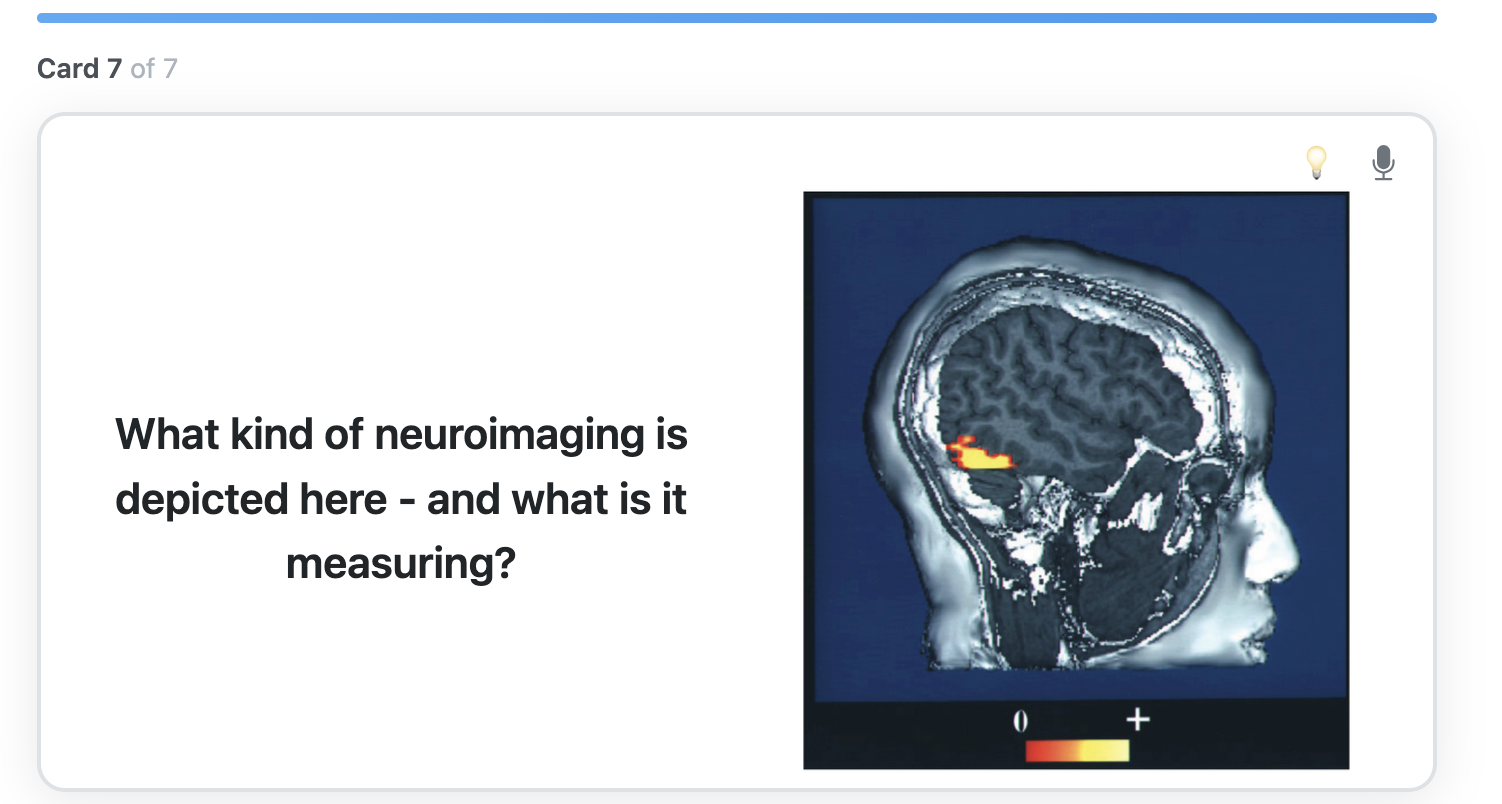 Card 7 of 7
What kind of neuroimaging is
depicted here - and what is it
measuring?
0 +